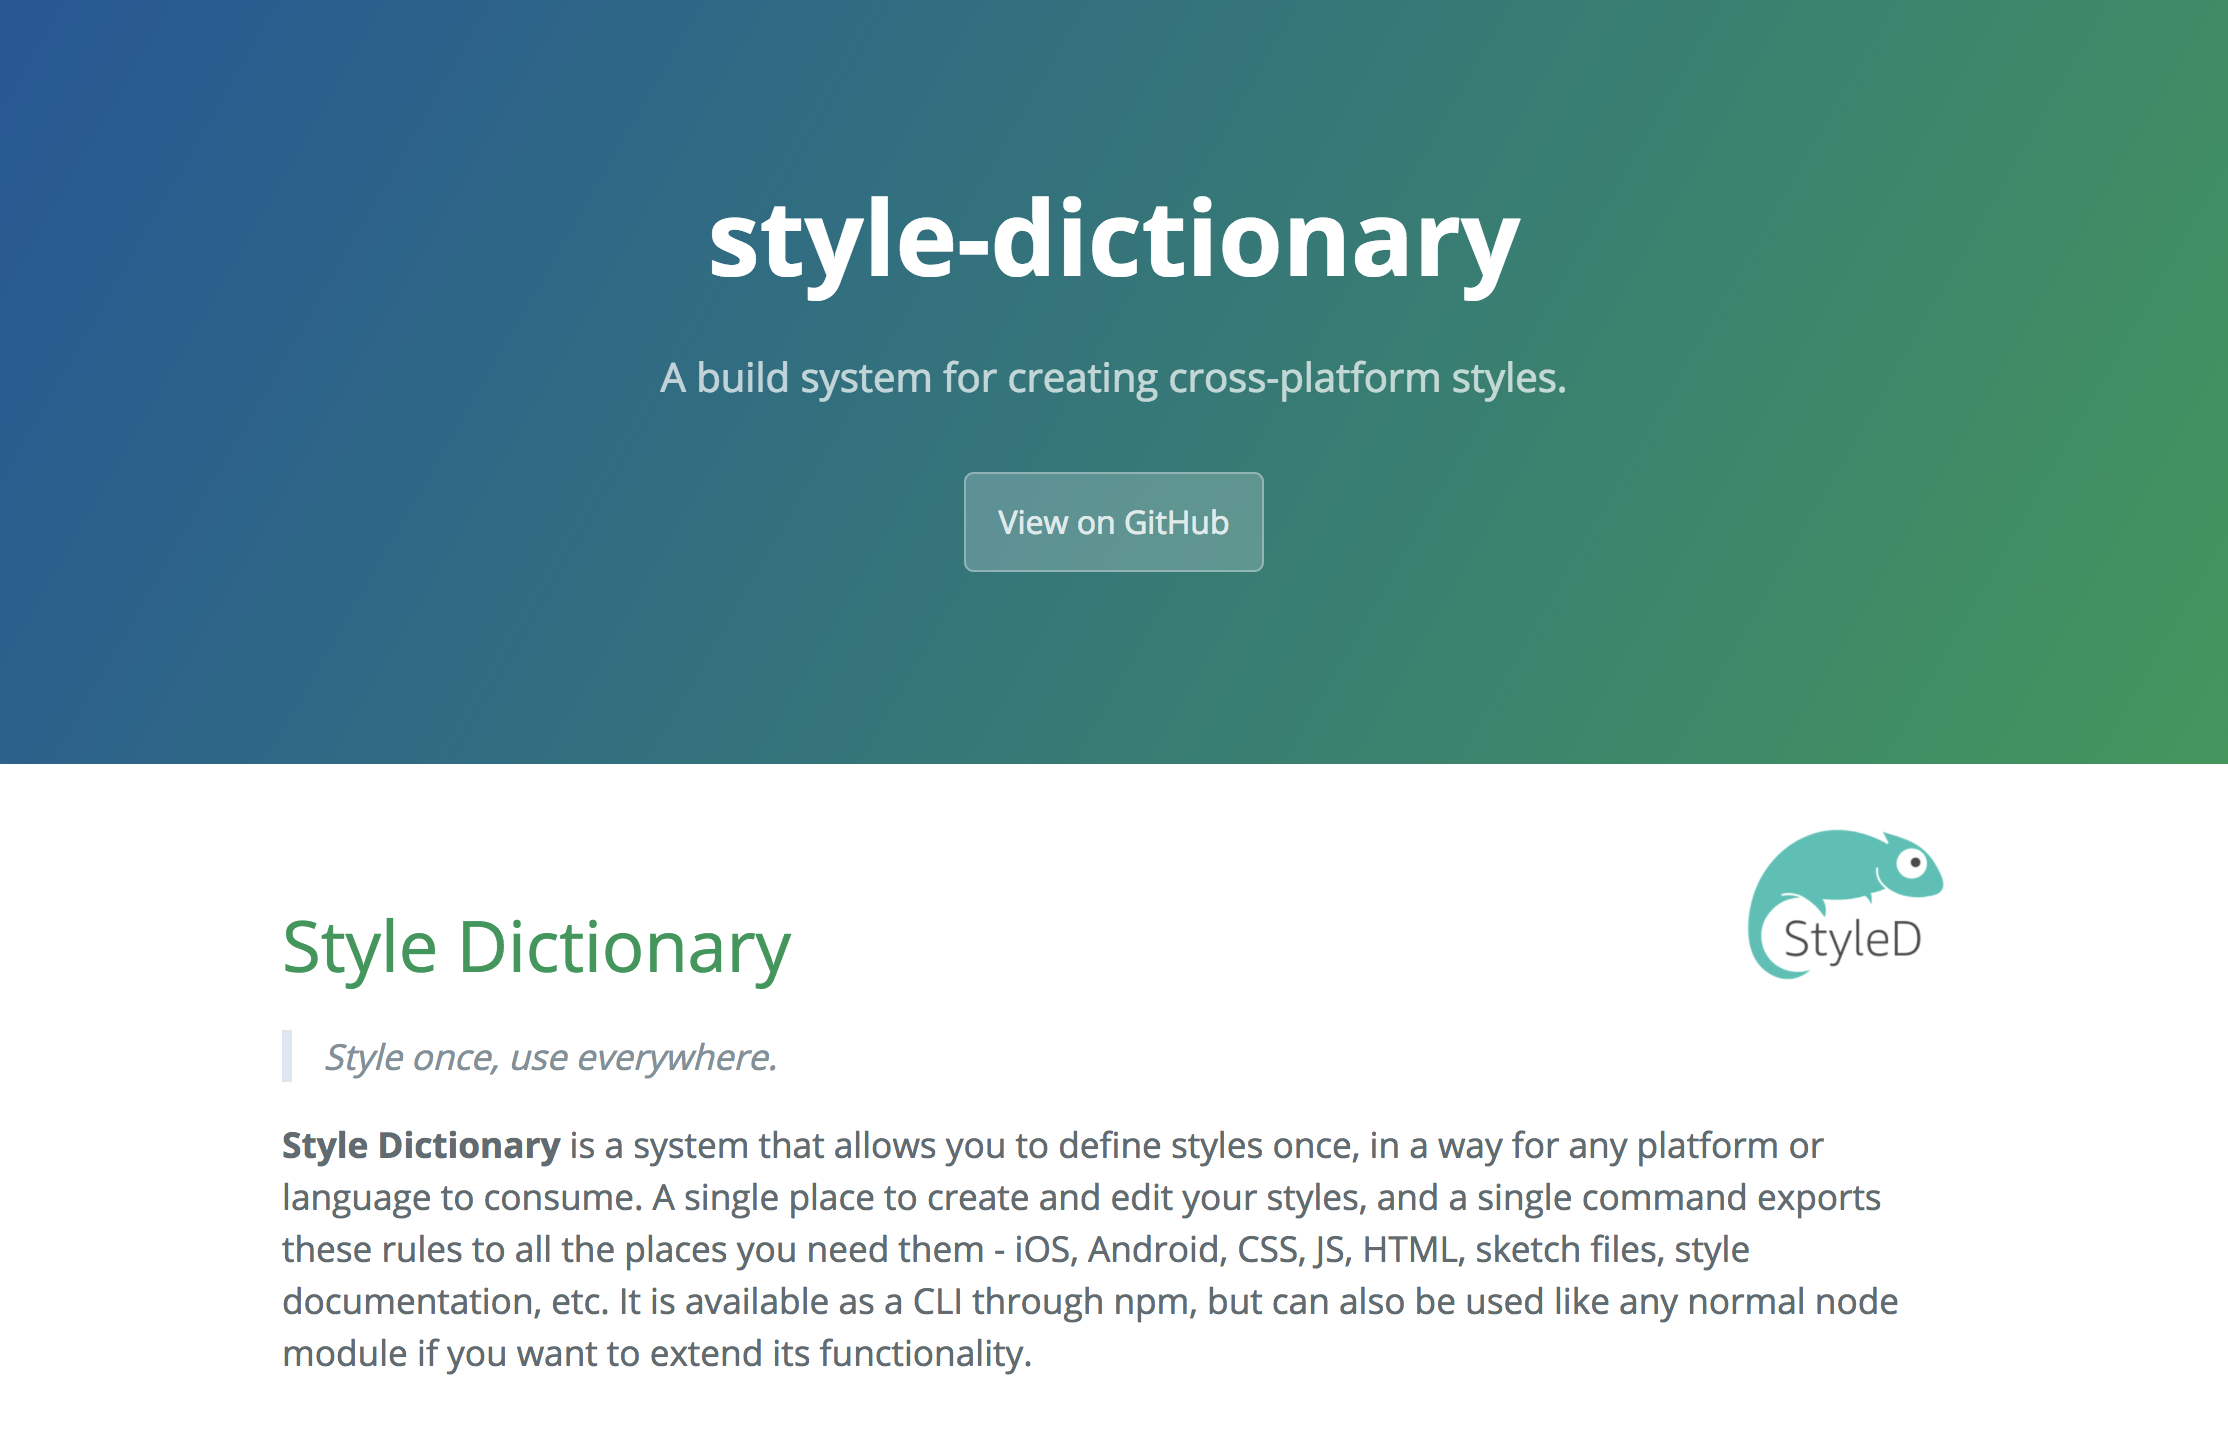 style-dictionary
A build system for creating cross-platform styles.
View on GitHub
StyleD
Style Dictionary
Style once, use everywhere.
Style Dictionary is a system that allows you to define styles once, in a way for any platform or
language to consume. A single place to create and edit your styles, and a single command exports
these rules to all the places you need them - iOS, Android, CSS, JS, HTML, sketch files, style
documentation, etc. It is available as a CLI through npm, but can also be used like any normal node
module if you want to extend its functionality.